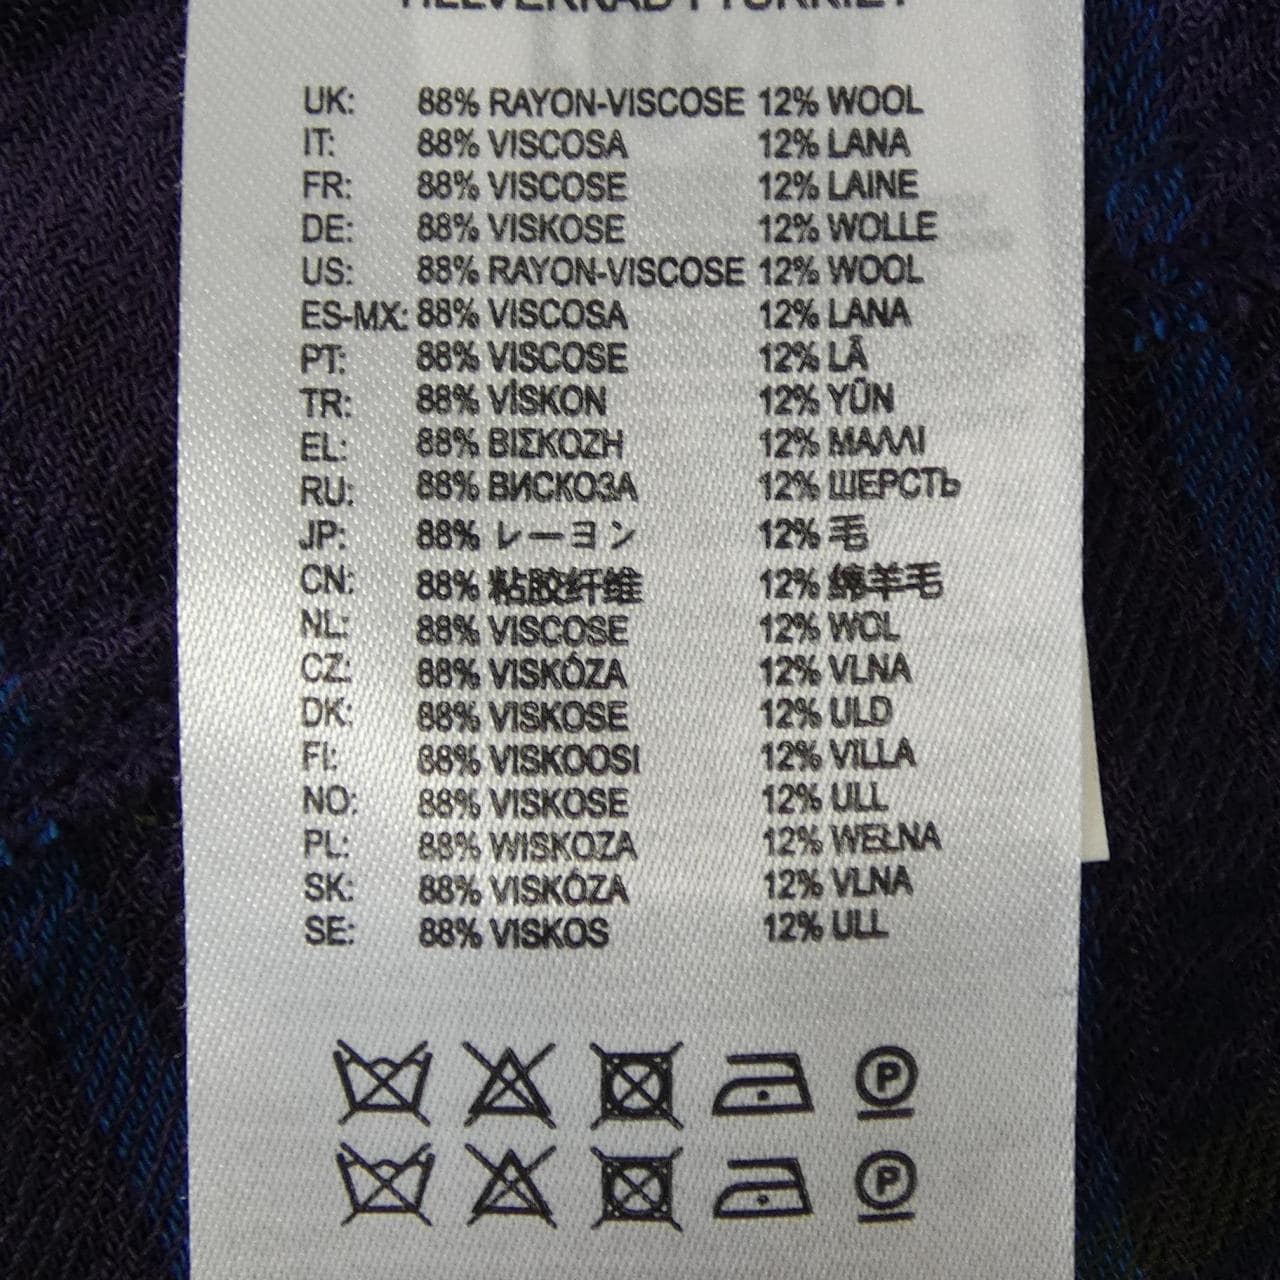 TILLVERKAD I TURKIET
UK: 88% RAYON-VISCOSE 12% WOOL
IT: 88% VISCOSA 12% LANA
FR: 88% VISCOSE 12% LAINE
DE: 88% VISKOSE 12% WOLLE
US: 88% RAYON-VISCOSE 12% WOOL
ES-MX: 88% VISCOSA 12% LANA
PT: 88% VISCOSE 12% LÃ
TR: 88% VİSKON 12% YÜN
EL: 88% ΒΙΣΚΟΖΗ 12% ΜΑΛΛΙ
RU: 88% ВИСКОЗА 12% ШЕРСТЬ
JP: 88% レーヨン 12% 毛
CN: 88% 粘胶纤维 12% 绵羊毛
NL: 88% VISCOSE 12% WOL
CZ: 88% VISKÓZA 12% VLNA
DK: 88% VISKOSE 12% ULD
FI: 88% VISKOOSI 12% VILLA
NO: 88% VISKOSE 12% ULL
PL: 88% WISKOZA 12% WEŁNA
SK: 88% VISKÓZA 12% VLNA
SE: 88% VISKOS 12% ULL
P
P